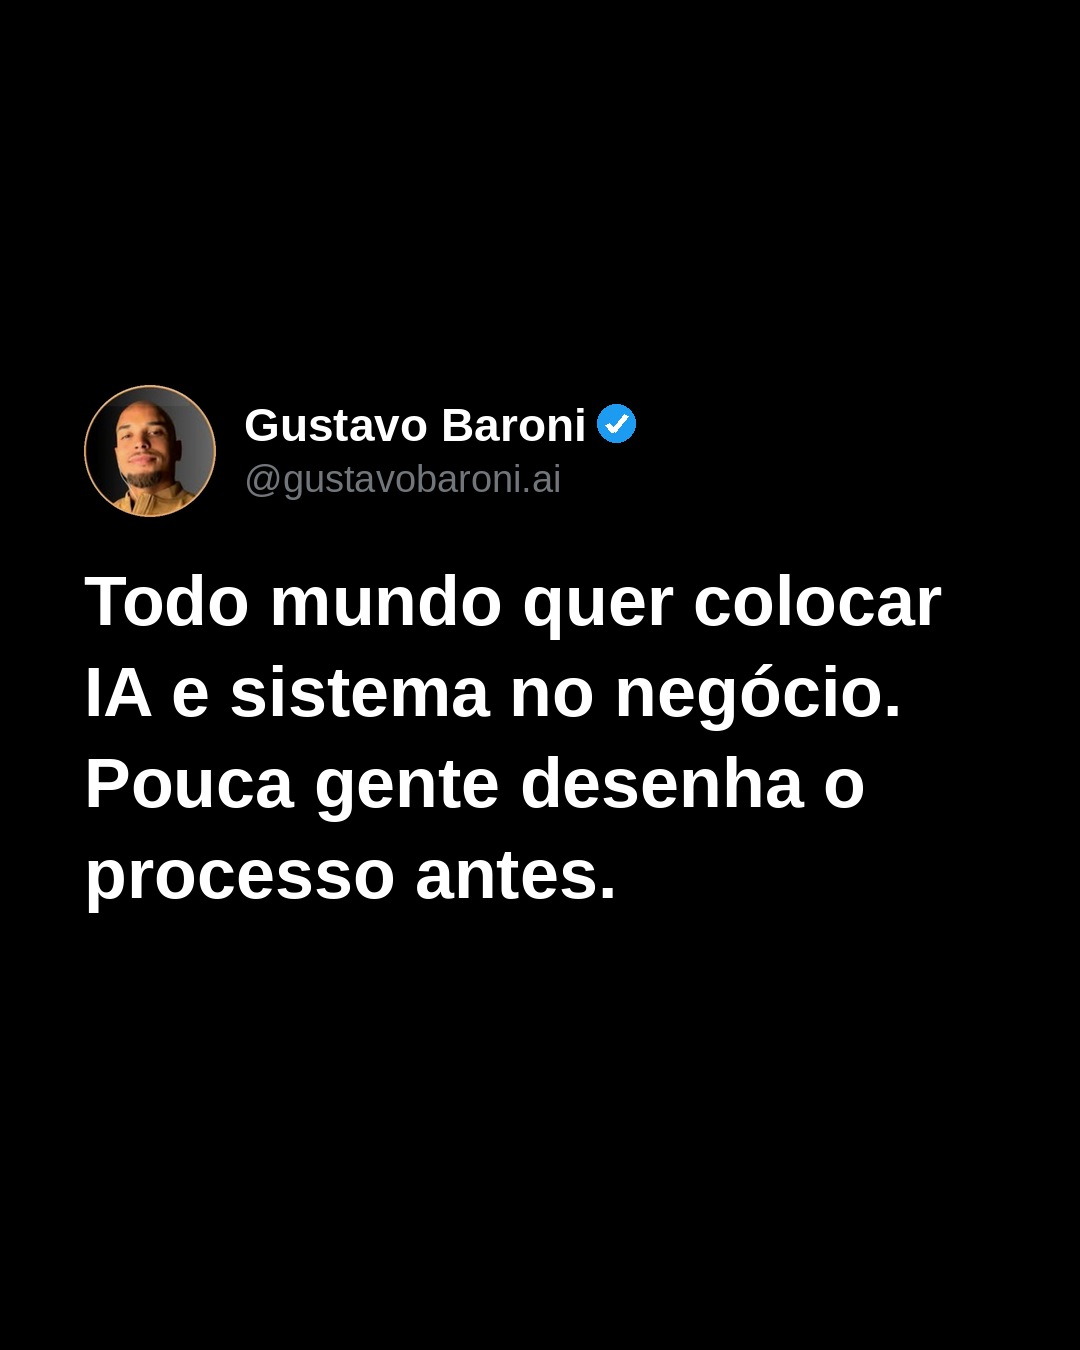 Gustavo Baroni
@gustavobaroni.ai
Todo mundo quer colocar
IA e sistema no negócio.
Pouca gente desenha o
processo antes.